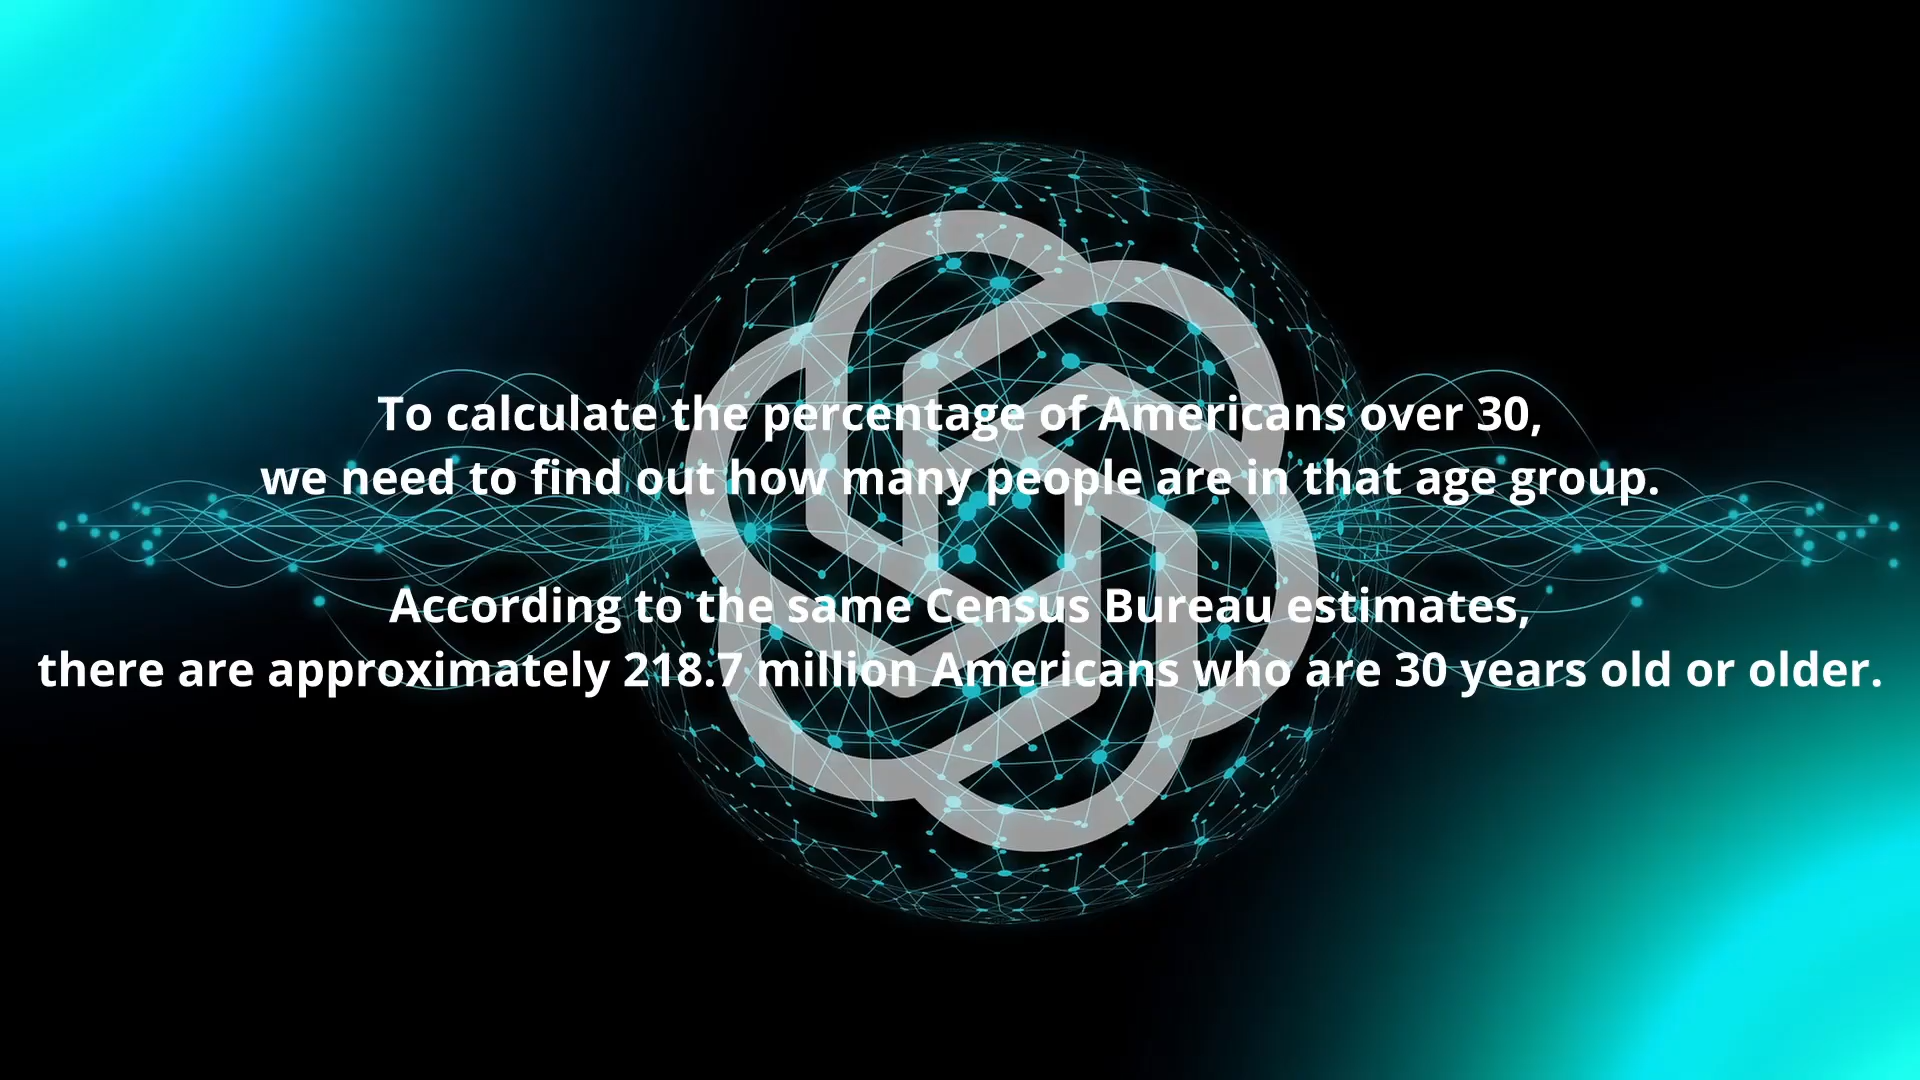 To calculate the percentage of Americans over 30,
we need to find out how many people are in that age group.
According to the same Census Bureau estimates,
there are approximately 218.7 million Americans who are 30 years old or older.